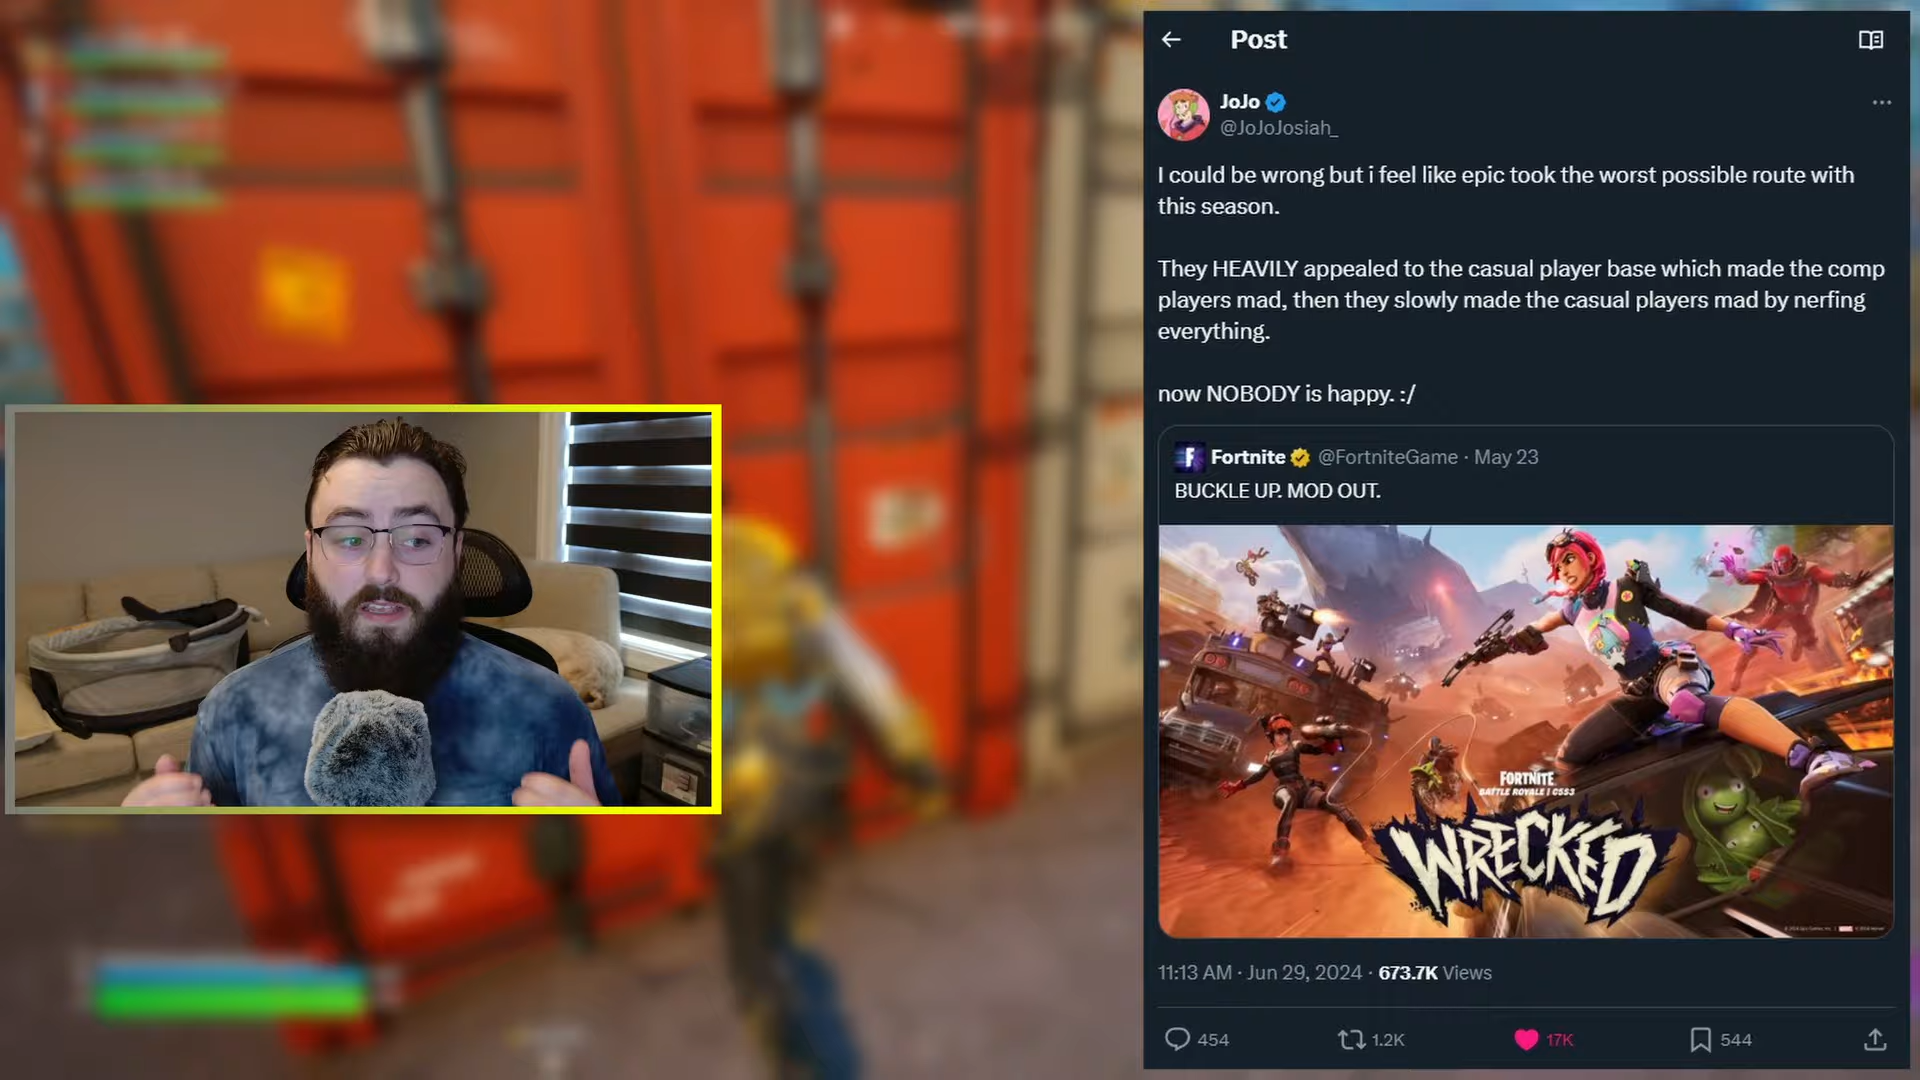 Post
JoJo
@JoJoJosiah_
I could be wrong but i feel like epic took the worst possible route with
this season.
They HEAVILY appealed to the casual player base which made the comp
players mad, then they slowly made the casual players mad by nerfing
everything.
now NOBODY is happy. :/
Fortnite @FortniteGame · May 23
BUCKLE UP. MOD OUT.
FORTNITE
BATTLE ROYALE | C5S3
WRECKED
11:13 AM · Jun 29, 2024 · 673.7K Views
454 1.2K 17K 544